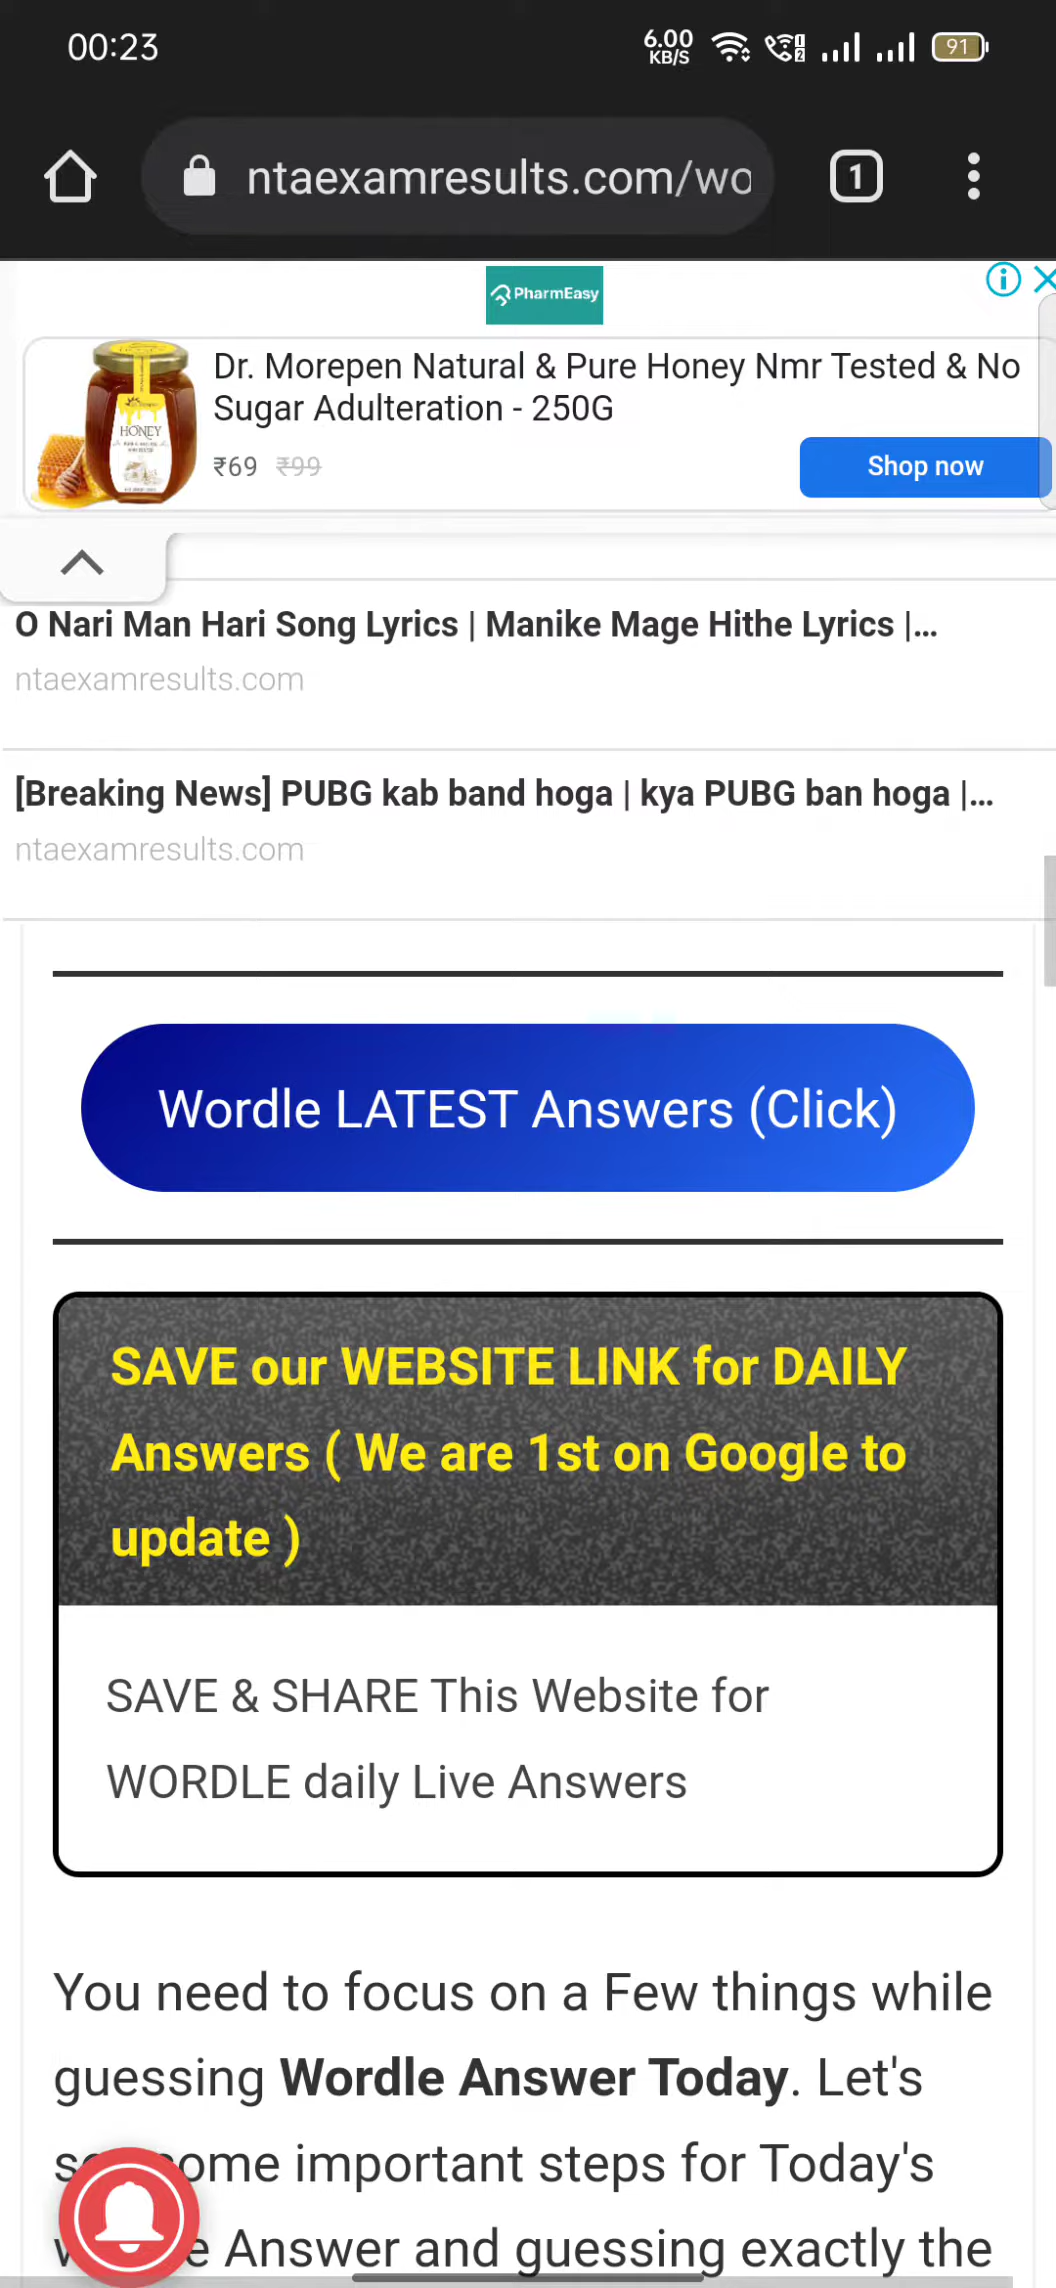 00:23
6.00
KB/S
91
ntaexamresults.com/wo
1
PharmEasy
Dr. Morepen Natural & Pure Honey Nmr Tested & No
Sugar Adulteration - 250G
HONEY
₹69 ₹99
Shop now
O Nari Man Hari Song Lyrics | Manike Mage Hithe Lyrics |...
ntaexamresults.com
[Breaking News] PUBG kab band hoga | kya PUBG ban hoga |...
ntaexamresults.com
Wordle LATEST Answers (Click)
SAVE our WEBSITE LINK for DAILY
Answers ( We are 1st on Google to
update )
SAVE & SHARE This Website for
WORDLE daily Live Answers
You need to focus on a Few things while
guessing Wordle Answer Today. Let's
ome important steps for Today's
e Answer and guessing exactly the